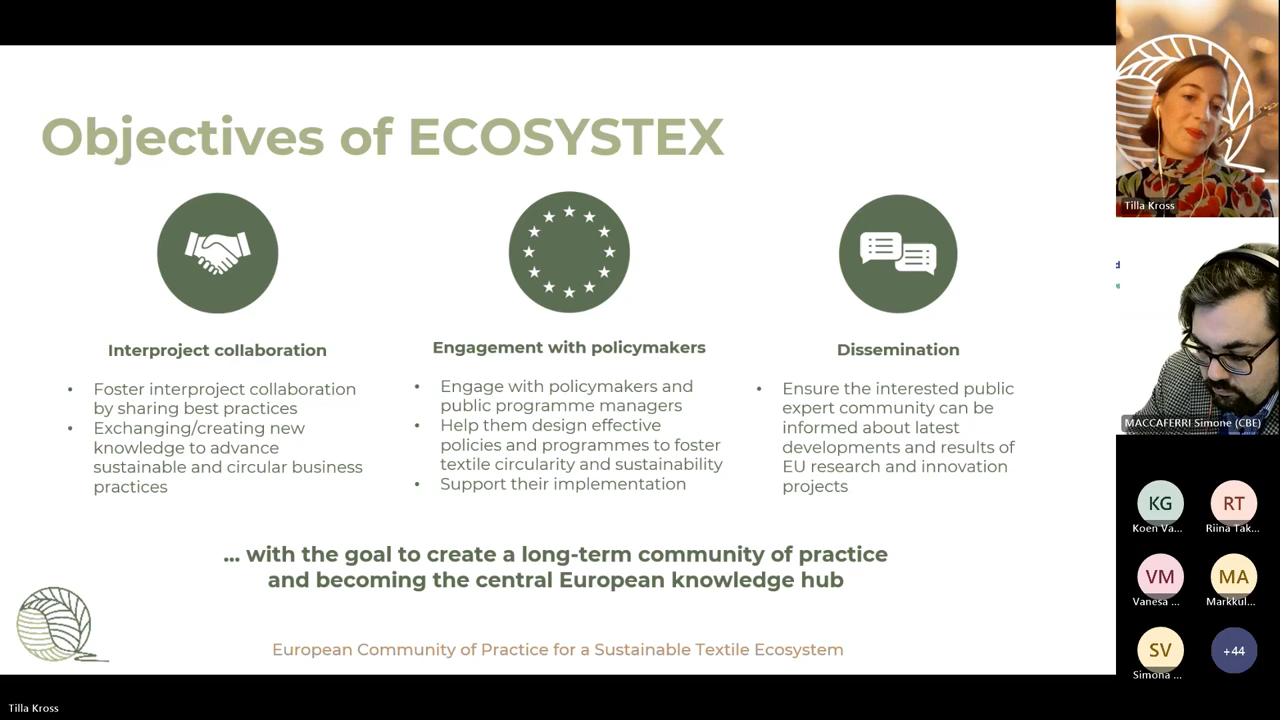 Objectives of ECOSYSTEX
Interproject collaboration
• Foster interproject collaboration
by sharing best practices
• Exchanging/creating new
knowledge to advance
sustainable and circular business
practices
Engagement with policymakers
• Engage with policymakers and
public programme managers
• Help them design effective
policies and programmes to foster
textile circularity and sustainability
• Support their implementation
Dissemination
• Ensure the interested public
expert community can be
informed about latest
developments and results of
EU research and innovation
projects
... with the goal to create a long-term community of practice
and becoming the central European knowledge hub
European Community of Practice for a Sustainable Textile Ecosystem
Tilla Kross
d
MACCAFERRI Simone (CBE)
KG
Koen Va...
RT
Riina Tak...
VM
Vanesa ...
MA
Markkul...
SV
Simona ...
+44
Tilla Kross